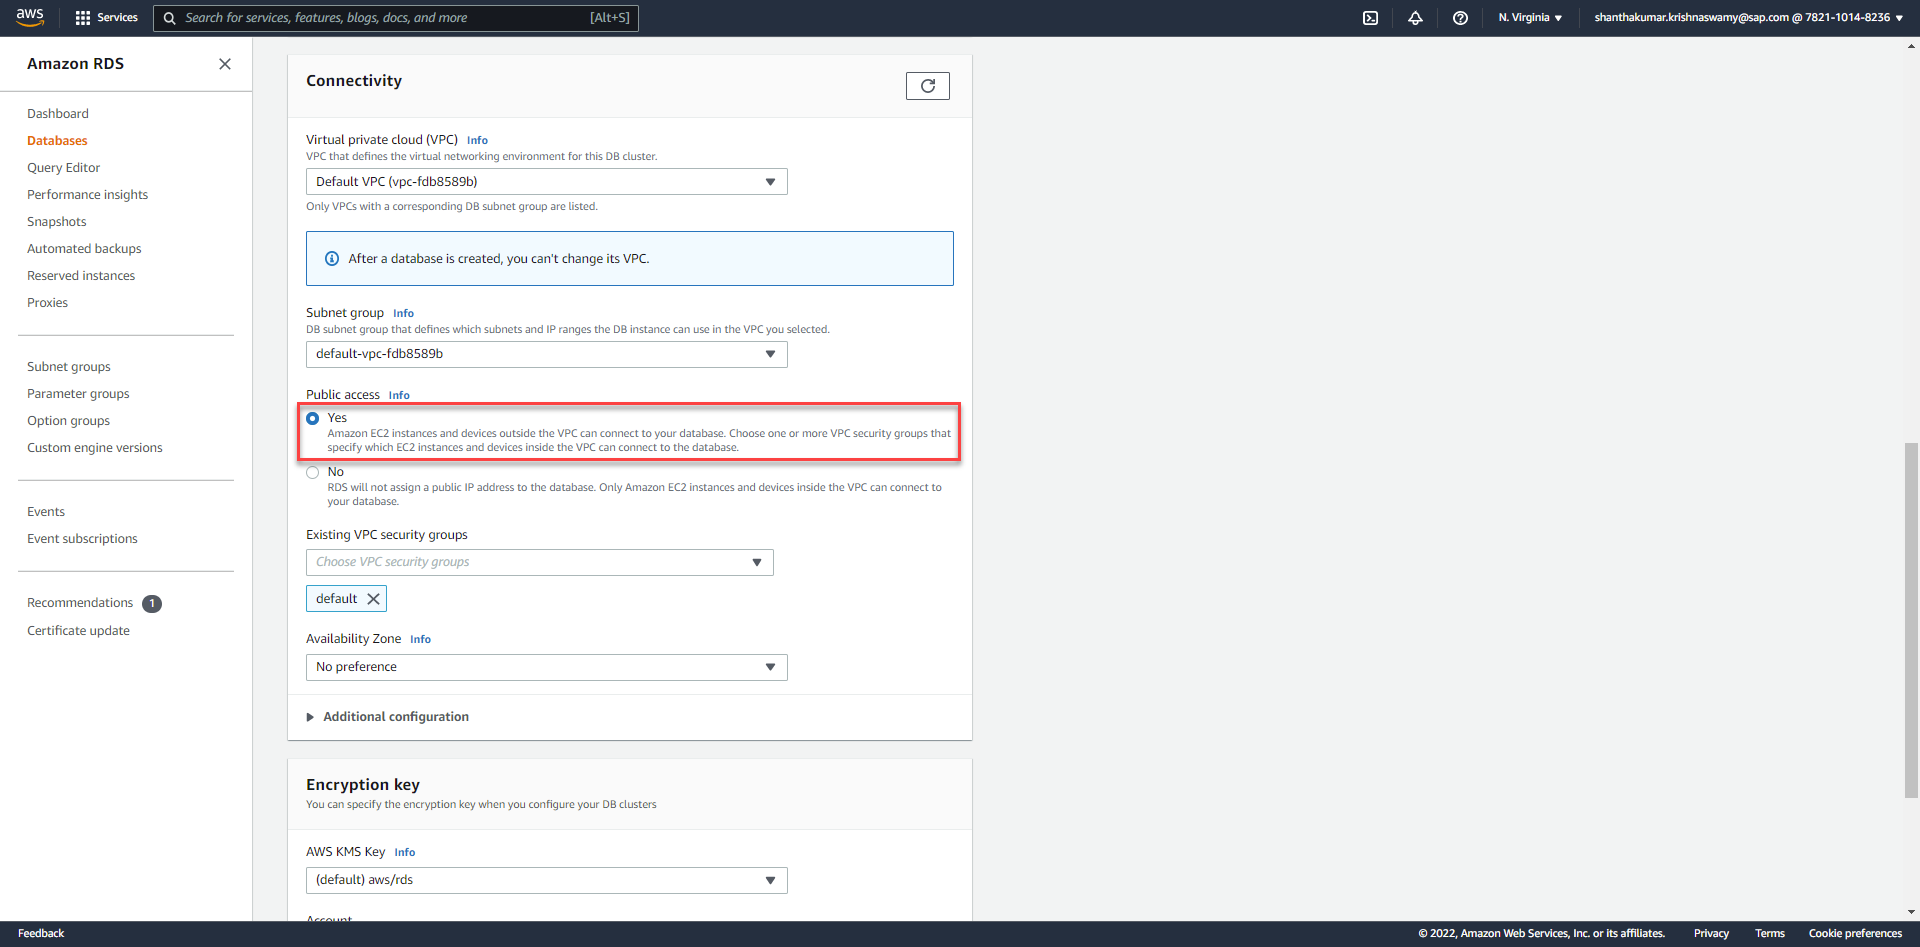 aws
Services
Search for services, features, blogs, docs, and more
[Alt+S]
N. Virginia ▼
shanthakumar.krishnaswamy@sap.com @ 7821-1014-8236 ▼
Amazon RDS
Dashboard
Databases
Query Editor
Performance insights
Snapshots
Automated backups
Reserved instances
Proxies
Subnet groups
Parameter groups
Option groups
Custom engine versions
Events
Event subscriptions
Recommendations 1
Certificate update
Connectivity
Virtual private cloud (VPC) Info
VPC that defines the virtual networking environment for this DB cluster.
Default VPC (vpc-fdb8589b)
Only VPCs with a corresponding DB subnet group are listed.
After a database is created, you can't change its VPC.
Subnet group Info
DB subnet group that defines which subnets and IP ranges the DB instance can use in the VPC you selected.
default-vpc-fdb8589b
Public access Info
Yes
Amazon EC2 instances and devices outside the VPC can connect to your database. Choose one or more VPC security groups that
specify which EC2 instances and devices inside the VPC can connect to the database.
No
RDS will not assign a public IP address to the database. Only Amazon EC2 instances and devices inside the VPC can connect to
your database.
Existing VPC security groups
Choose VPC security groups
default
Availability Zone Info
No preference
Additional configuration
Encryption key
You can specify the encryption key when you configure your DB clusters
AWS KMS Key Info
(default) aws/rds
Account
Feedback
© 2022, Amazon Web Services, Inc. or its affiliates.
Privacy
Terms
Cookie preferences